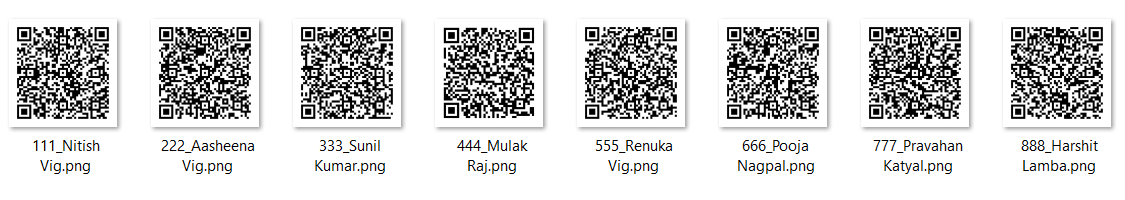 111_Nitish
Vig.png
222_Aasheena
Vig.png
333_Sunil
Kumar.png
444_Mulak
Raj.png
555_Renuka
Vig.png
666_Pooja
Nagpal.png
777_Pravahan
Katyal.png
888_Harshit
Lamba.png